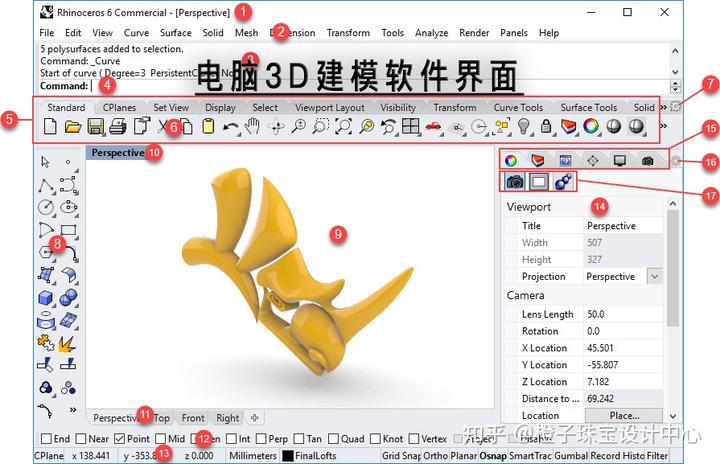 Rhinoceros 6 Commercial - [Perspective]
1
File Edit View Curve Surface Solid Mesh Dimension Transform Tools Analyze Render Panels Help
2
5 polysurfaces added to selection.
Command: _Curve
3
Start of curve ( Degree=3 Persistent
No
电脑3D建模软件界面
Command:
4
7
Standard CPlanes Set View Display Select Viewport Layout Visibility Transform Curve Tools Surface Tools Solid
5
6
15
Perspective
10
16
17
8
9
14
Viewport
Title Perspective
Width 507
Height 327
Projection Perspective
Camera
Lens Length 50.0
Rotation 0.0
X Location 45.501
Y Location -55.807
Z Location 7.182
Distance to ... 69.242
Location Place...
知乎 @橙子珠宝设计中心
Perspective Top Front Right
11
End Near Point Mid Cen Int Perp Tan Quad Knot Vertex Project Disable
12
CPlane x 138.441 y -353.8 z 0.000 Millimeters FinalLofts Grid Snap Ortho Planar Osnap SmartTrac Gumbal Record Histo Filter
13